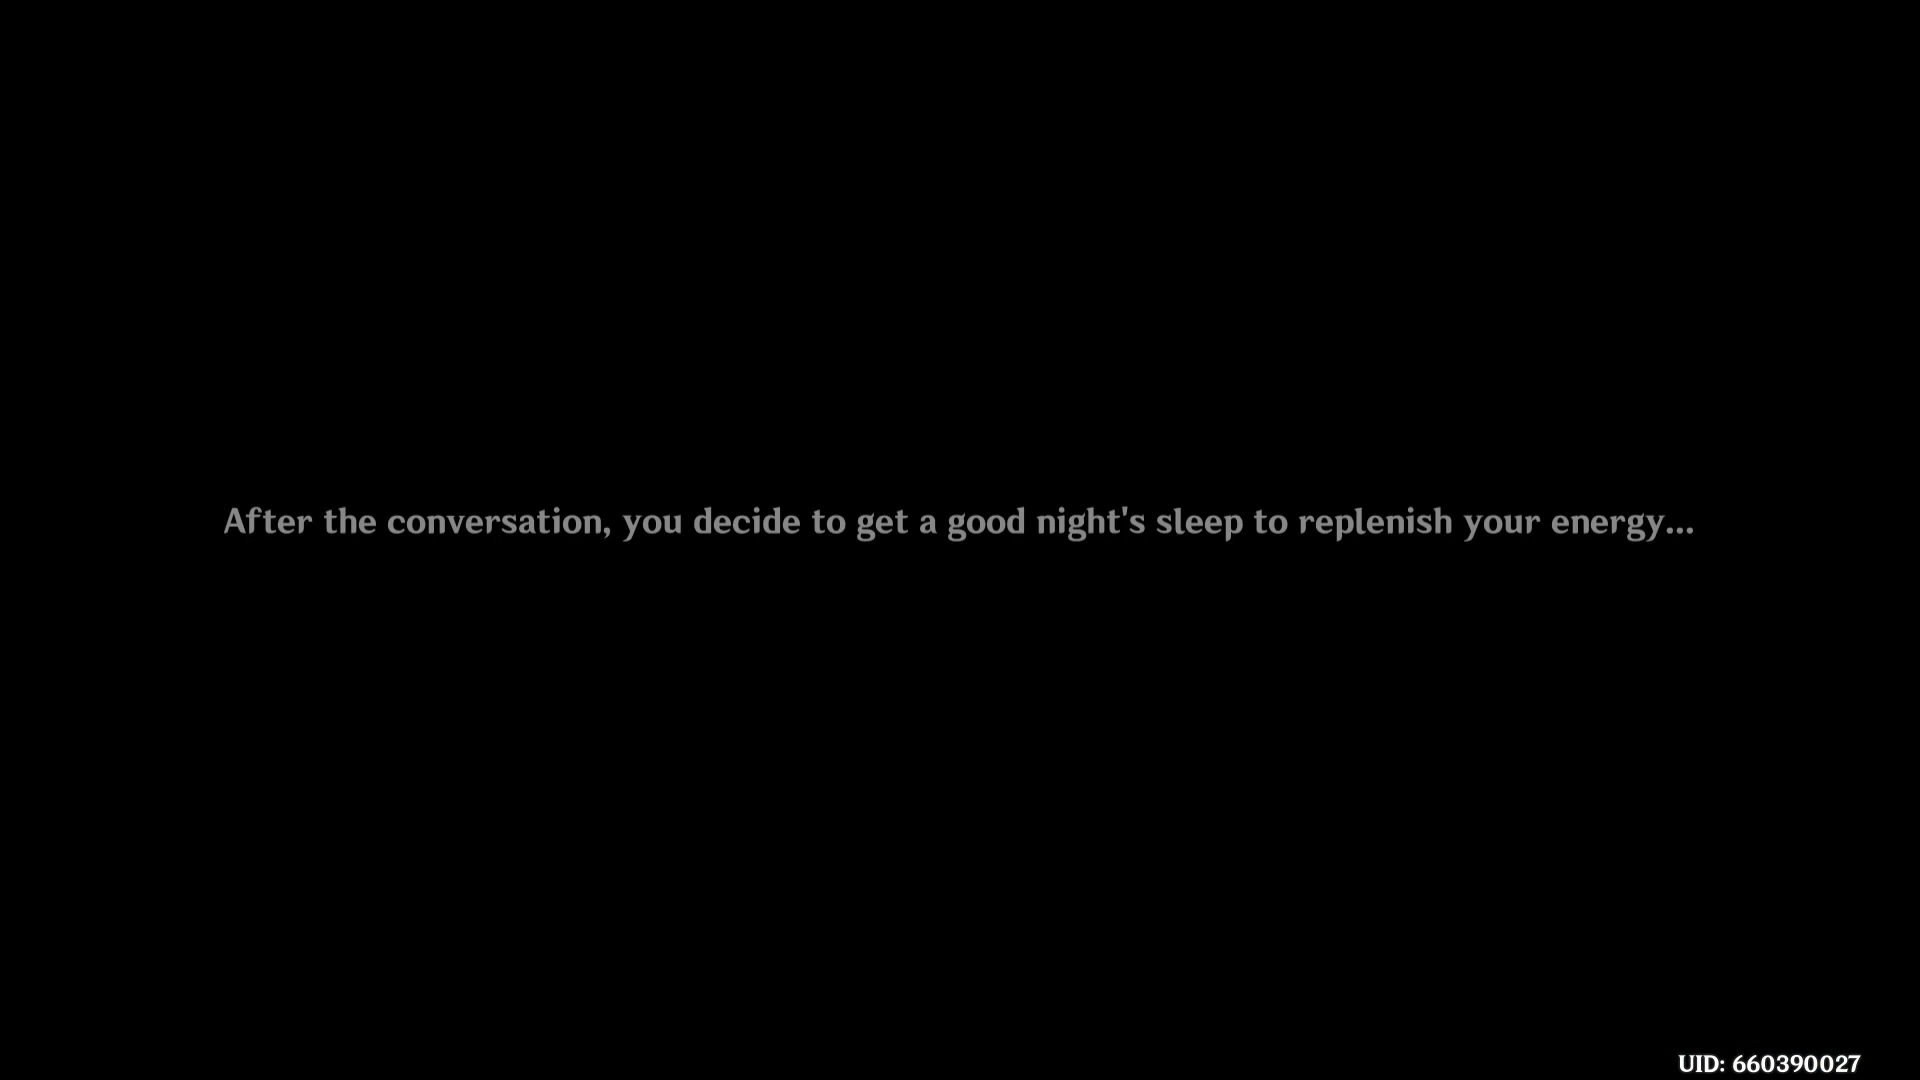 After the conversation, you decide to get a good night's sleep to replenish your energy...
UID: 660390027